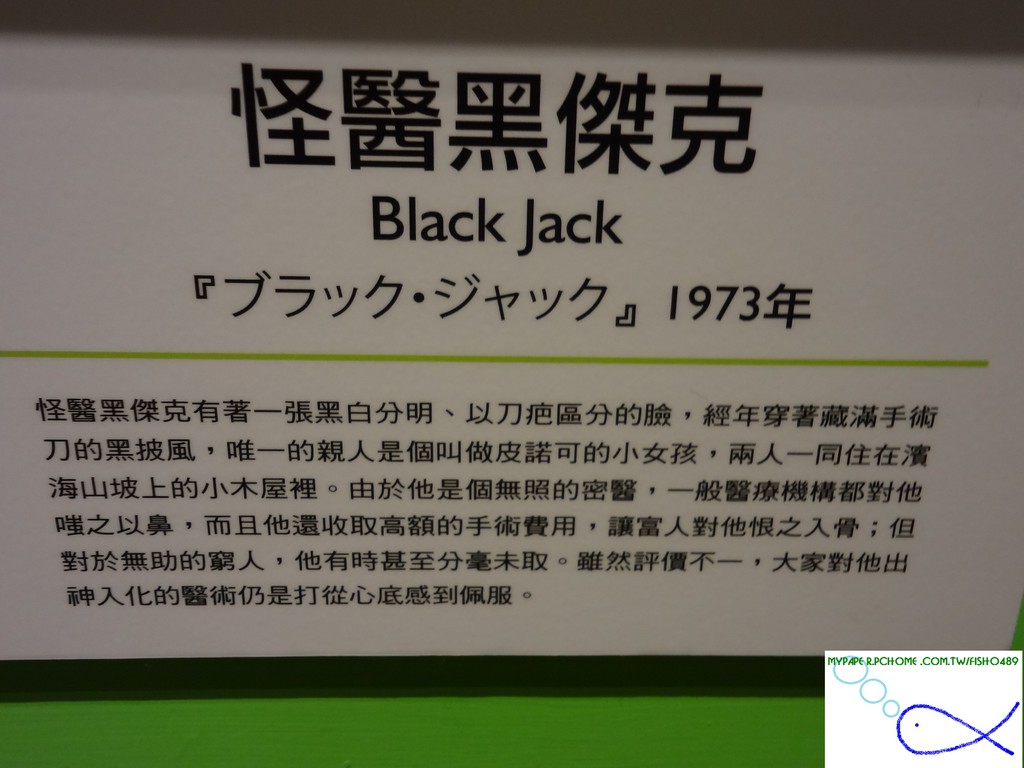 怪醫黑傑克
Black Jack
『ブラック・ジャック』1973年
怪醫黑傑克有著一張黑白分明、以刀疤區分的臉，經年穿著藏滿手術
刀的黑披風，唯一的親人是個叫做皮諾可的小女孩，兩人一同住在濱
海山坡上的小木屋裡。由於他是個無照的密醫，一般醫療機構都對他
嗤之以鼻，而且他還收取高額的手術費用，讓富人對他恨之入骨；但
對於無助的窮人，他有時甚至分毫未取。雖然評價不一，大家對他出
神入化的醫術仍是打從心底感到佩服。
MYPAPER.PCHOME.COM.TW/FISH0489